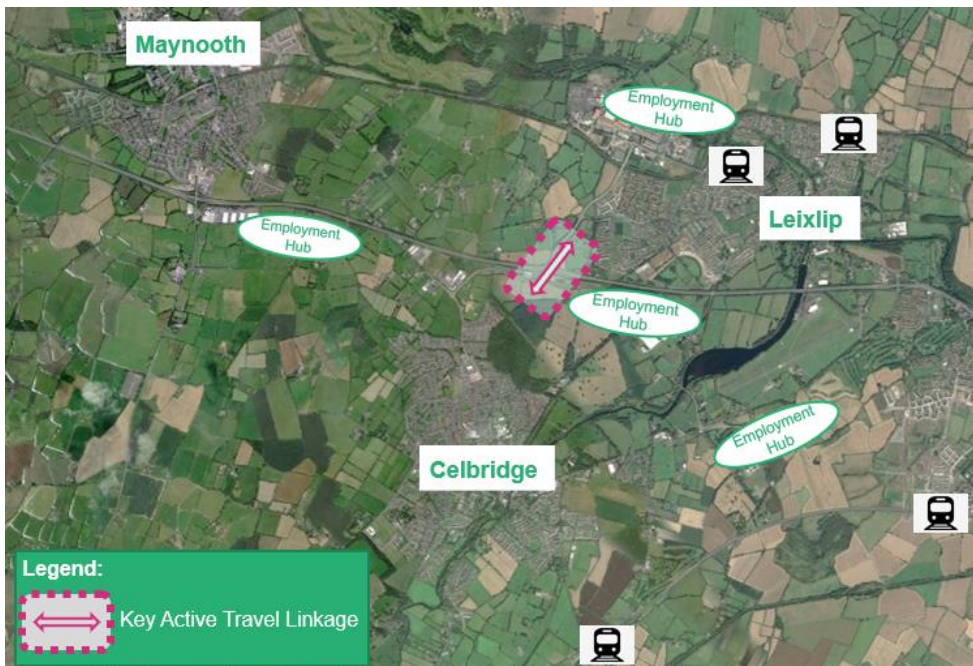 Maynooth
Employment
Hub
Leixlip
Employment
Hub
Employment
Hub
Employment
Hub
Celbridge
Legend:
Key Active Travel Linkage